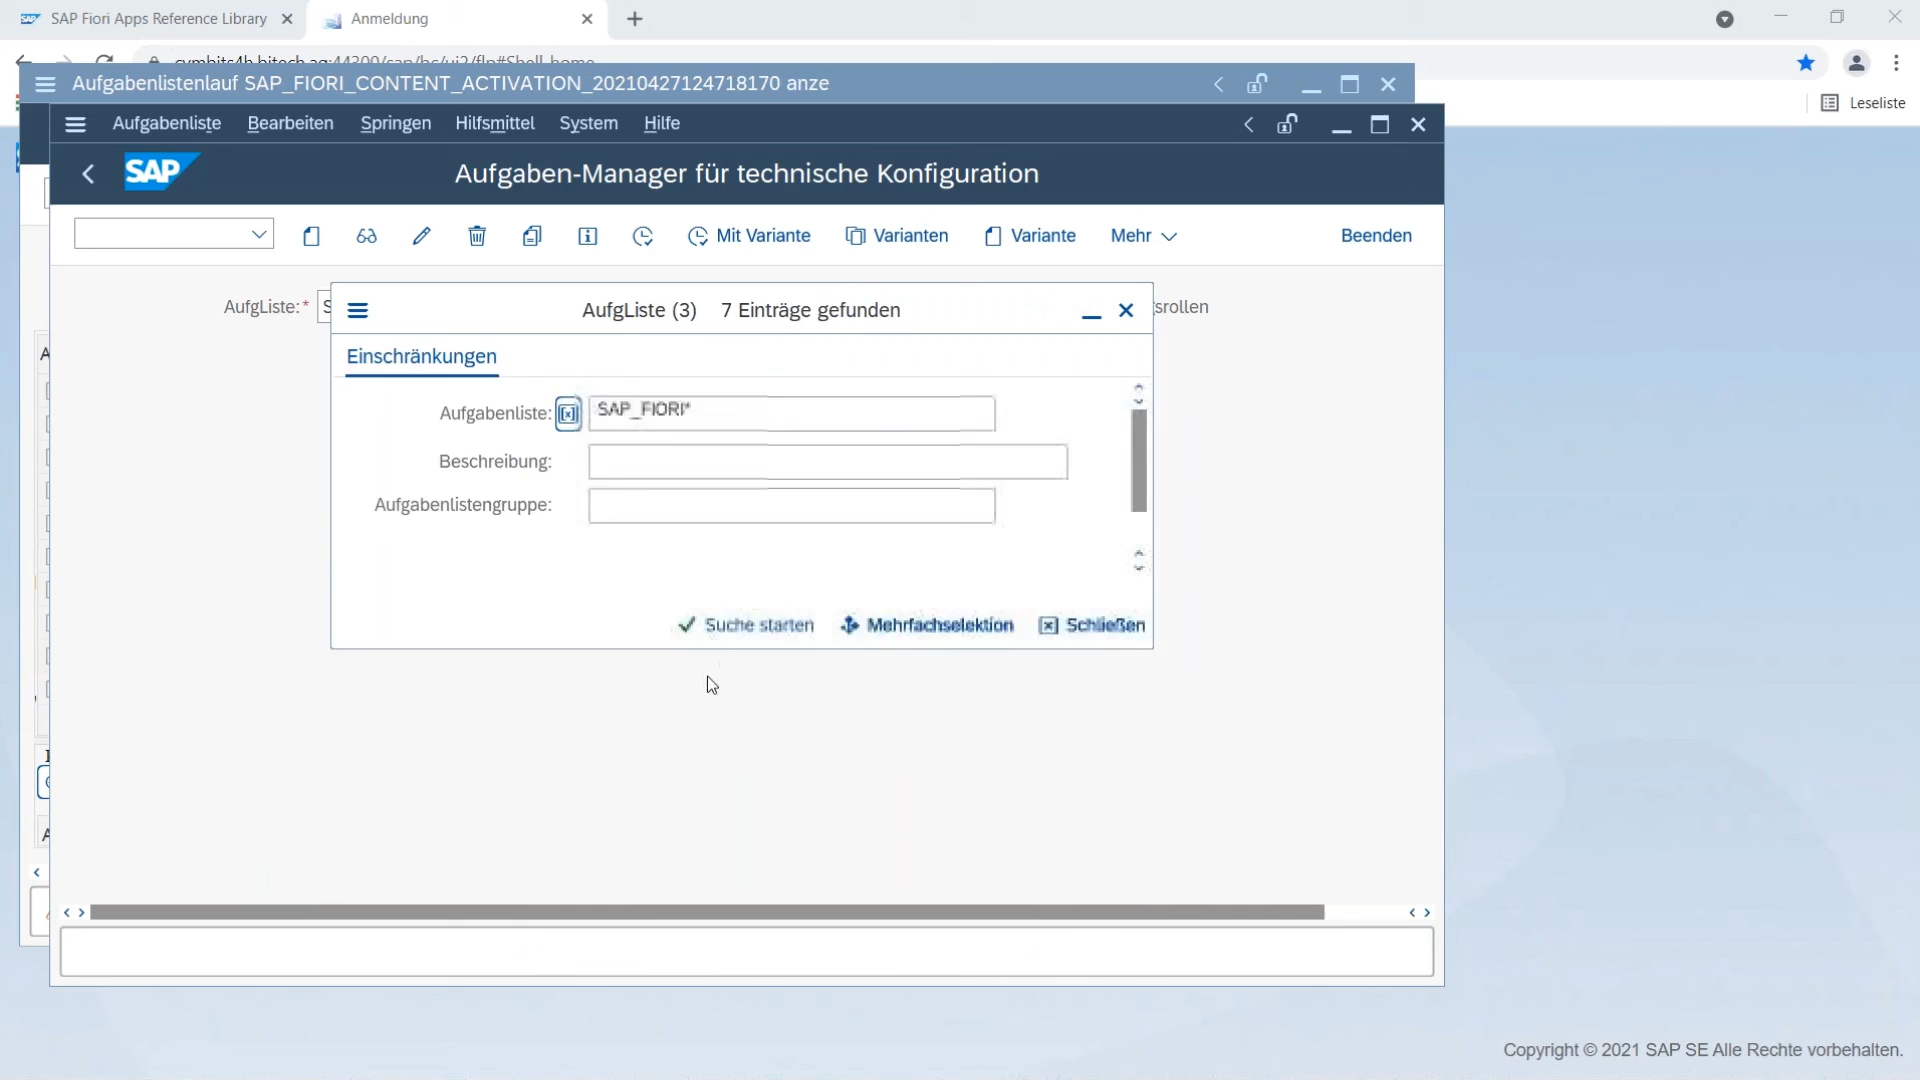 SAP SAP Fiori Apps Reference Library
Anmeldung
Leseliste
Aufgabenlistenlauf SAP_FIORI_CONTENT_ACTIVATION_20210427124718170 anze
Aufgabenliste Bearbeiten Springen Hilfsmittel System Hilfe
SAP Aufgaben-Manager für technische Konfiguration
Mit Variante Varianten Variante Mehr Beenden
AufgListe:* S
srollen
AufgListe (3) 7 Einträge gefunden
Einschränkungen
Aufgabenliste: SAP_FIORI*
Beschreibung:
Aufgabenlistengruppe:
Suche starten Mehrfachselektion Schließen
Copyright © 2021 SAP SE Alle Rechte vorbehalten.